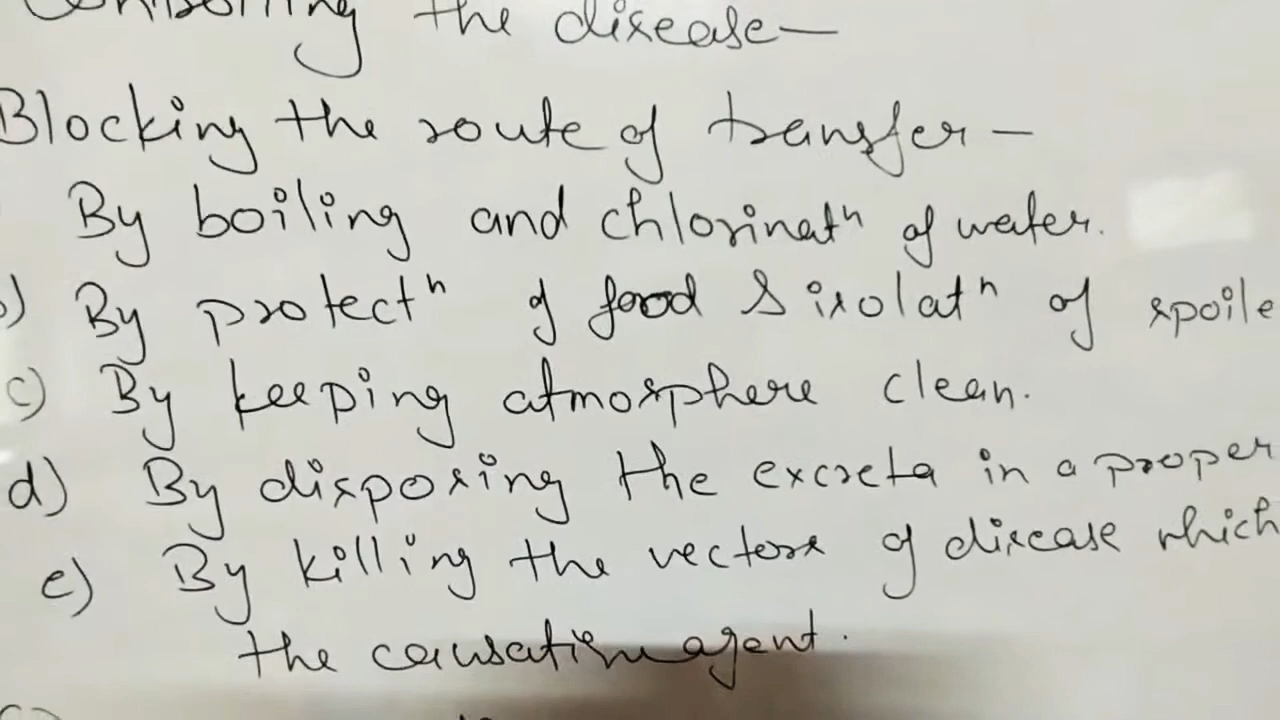 the disease—
Blocking the route of transfer—
By boiling and chlorinatⁿ of water.
b) By protectⁿ of food & isolatⁿ of spoile
c) By keeping atmosphere clean.
d) By disposing the excreta in a proper
e) By killing the vectors of disease which
the causative agent.